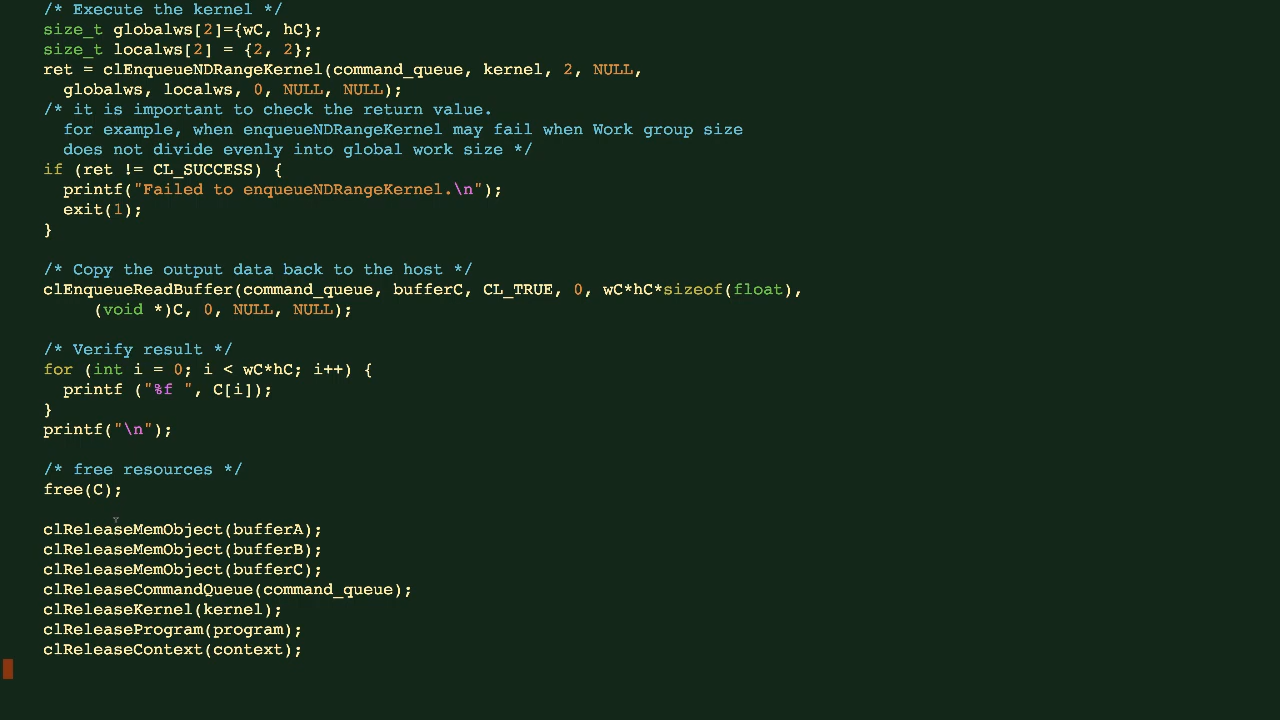 /* Execute the kernel */
size_t globalws[2]={wC, hC};
size_t localws[2] = {2, 2};
ret = clEnqueueNDRangeKernel(command_queue, kernel, 2, NULL,
  globalws, localws, 0, NULL, NULL);
/* it is important to check the return value.
  for example, when enqueueNDRangeKernel may fail when Work group size
  does not divide evenly into global work size */
if (ret != CL_SUCCESS) {
  printf("Failed to enqueueNDRangeKernel.\n");
  exit(1);
}

/* Copy the output data back to the host */
clEnqueueReadBuffer(command_queue, bufferC, CL_TRUE, 0, wC*hC*sizeof(float),
     (void *)C, 0, NULL, NULL);

/* Verify result */
for (int i = 0; i < wC*hC; i++) {
  printf ("%f ", C[i]);
}
printf("\n");

/* free resources */
free(C);

clReleaseMemObject(bufferA);
clReleaseMemObject(bufferB);
clReleaseMemObject(bufferC);
clReleaseCommandQueue(command_queue);
clReleaseKernel(kernel);
clReleaseProgram(program);
clReleaseContext(context);